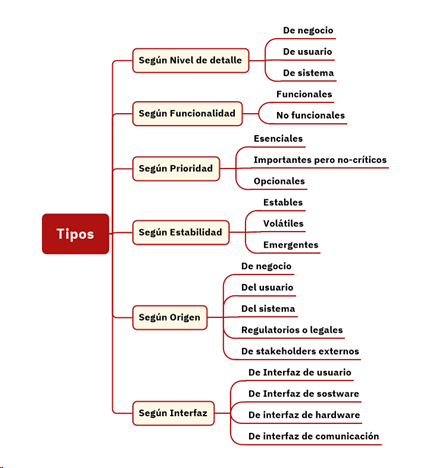 Tipos
Según Nivel de detalle
De negocio
De usuario
De sistema
Según Funcionalidad
Funcionales
No funcionales
Según Prioridad
Esenciales
Importantes pero no-críticos
Opcionales
Según Estabilidad
Estables
Volátiles
Emergentes
Según Origen
De negocio
Del usuario
Del sistema
Regulatorios o legales
De stakeholders externos
Según Interfaz
De Interfaz de usuario
De Interfaz de sostware
De interfaz de hardware
De interfaz de comunicación